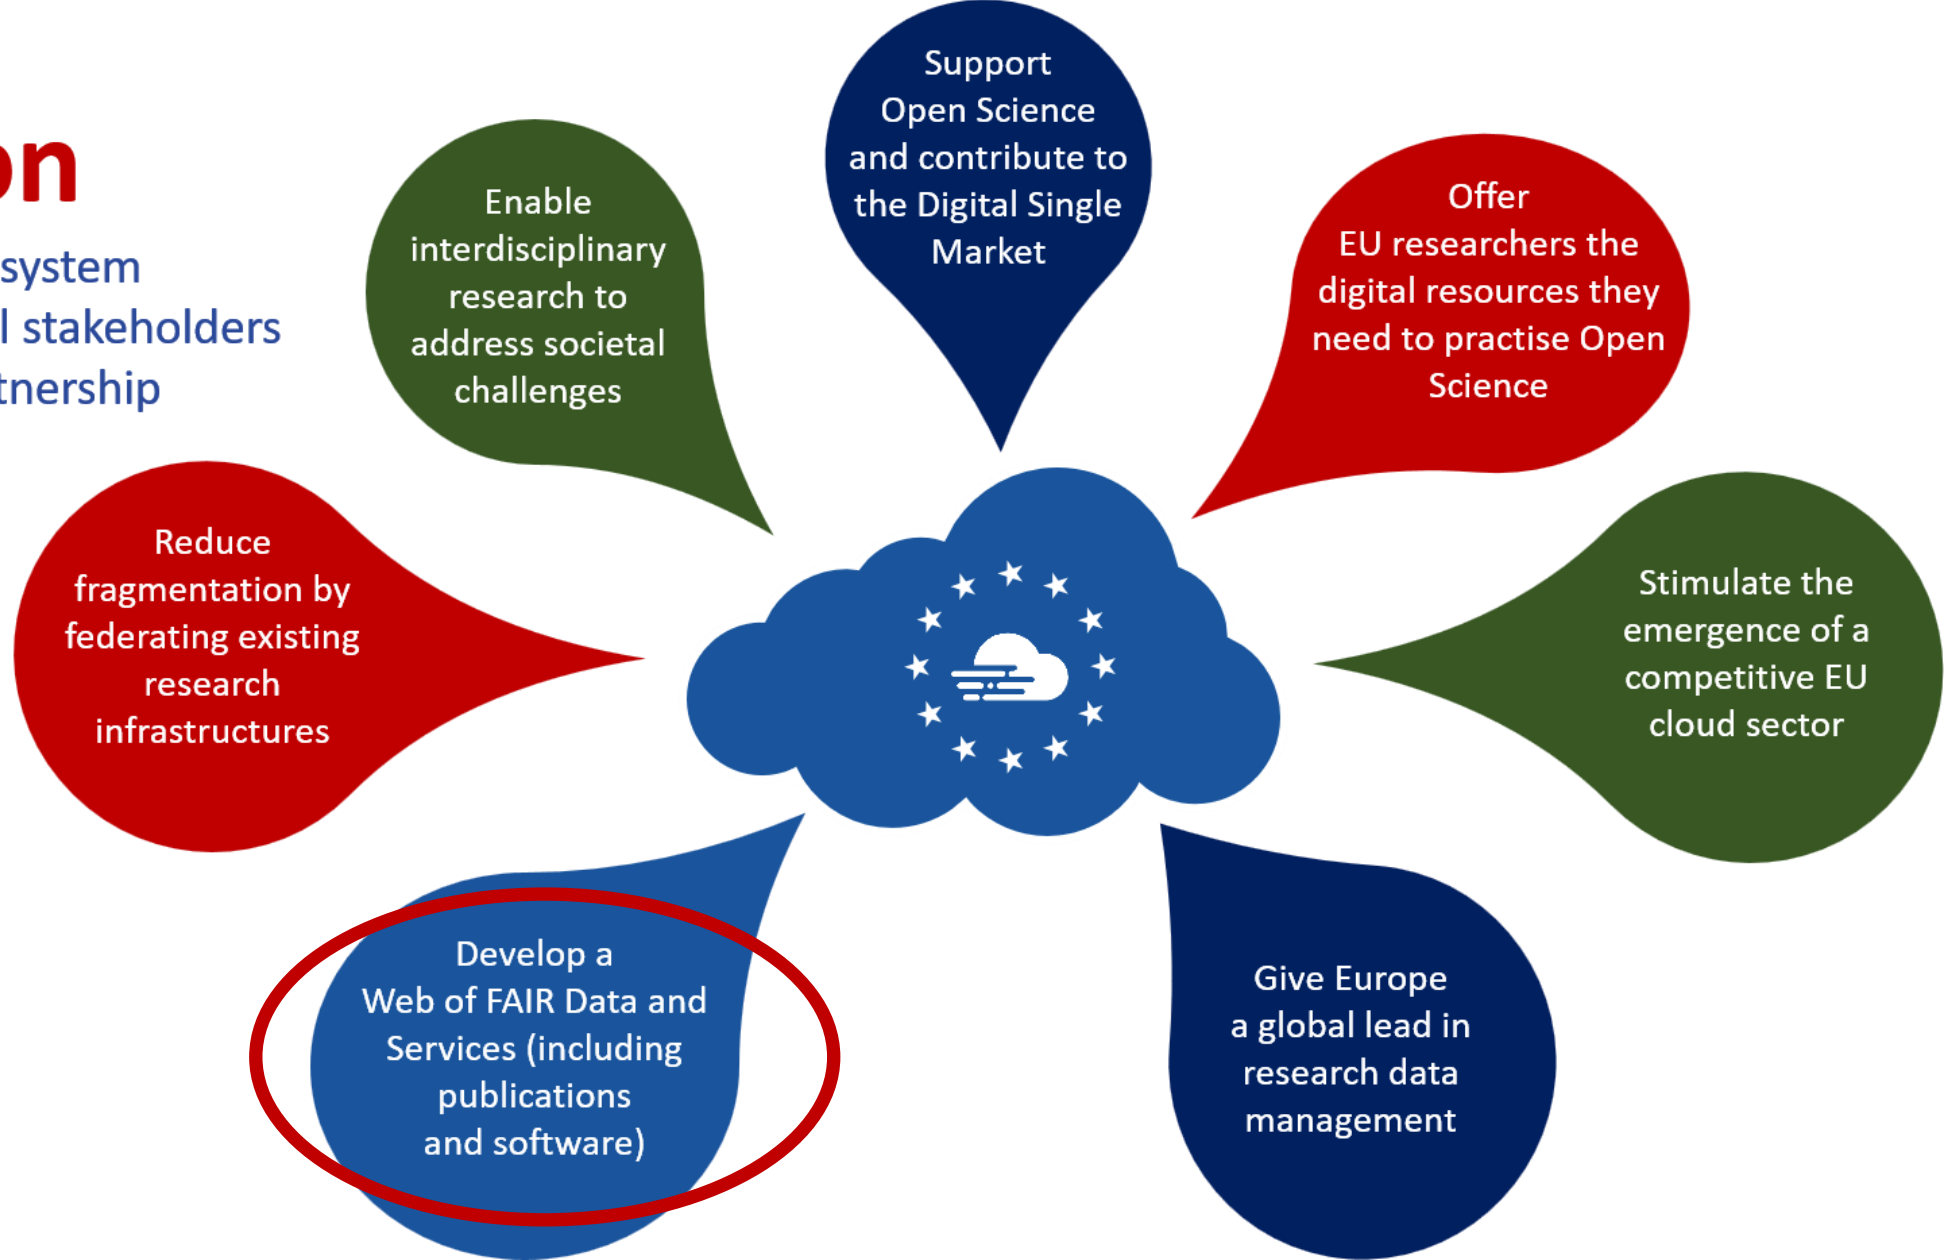 on
system
l stakeholders
tnership
Support
Open Science
and contribute to
the Digital Single
Market
Enable
interdisciplinary
research to
address societal
challenges
Offer
EU researchers the
digital resources they
need to practise Open
Science
Reduce
fragmentation by
federating existing
research
infrastructures
Stimulate the
emergence of a
competitive EU
cloud sector
Develop a
Web of FAIR Data and
Services (including
publications
and software)
Give Europe
a global lead in
research data
management